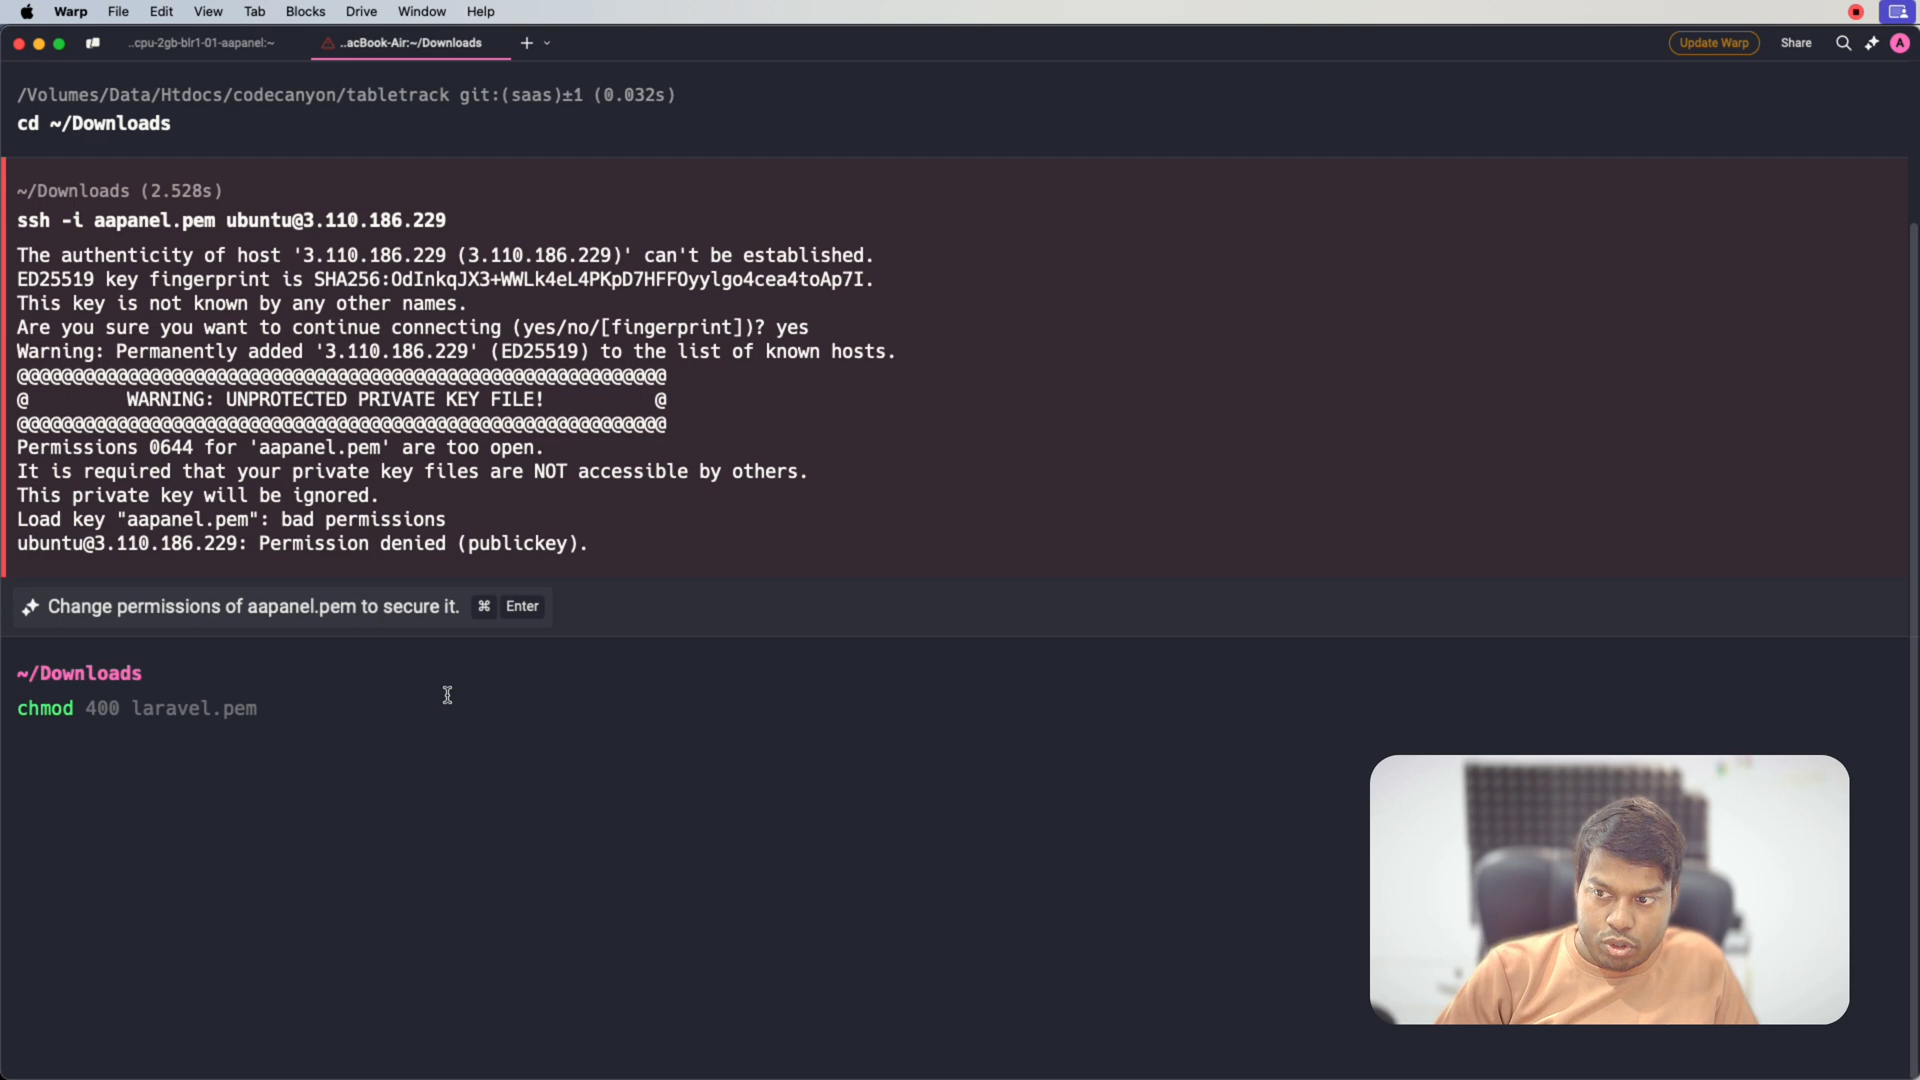 Warp File Edit View Tab Blocks Drive Window Help
..cpu-2gb-blr1-01-aapanel:~ ..acBook-Air:~/Downloads Update Warp Share A
/Volumes/Data/Htdocs/codecanyon/tabletrack git:(saas)±1 (0.032s)
cd ~/Downloads
~/Downloads (2.528s)
ssh -i aapanel.pem ubuntu@3.110.186.229
The authenticity of host '3.110.186.229 (3.110.186.229)' can't be established.
ED25519 key fingerprint is SHA256:OdInkqJX3+WWLk4eL4PKpD7HFFOyylgo4cea4toAp7I.
This key is not known by any other names.
Are you sure you want to continue connecting (yes/no/[fingerprint])? yes
Warning: Permanently added '3.110.186.229' (ED25519) to the list of known hosts.
@@@@@@@@@@@@@@@@@@@@@@@@@@@@@@@@@@@@@@@@@@@@@@@@@@@@@@@@@@@
@         WARNING: UNPROTECTED PRIVATE KEY FILE!          @
@@@@@@@@@@@@@@@@@@@@@@@@@@@@@@@@@@@@@@@@@@@@@@@@@@@@@@@@@@@
Permissions 0644 for 'aapanel.pem' are too open.
It is required that your private key files are NOT accessible by others.
This private key will be ignored.
Load key "aapanel.pem": bad permissions
ubuntu@3.110.186.229: Permission denied (publickey).
Change permissions of aapanel.pem to secure it. ⌘ Enter
~/Downloads
chmod 400 laravel.pem